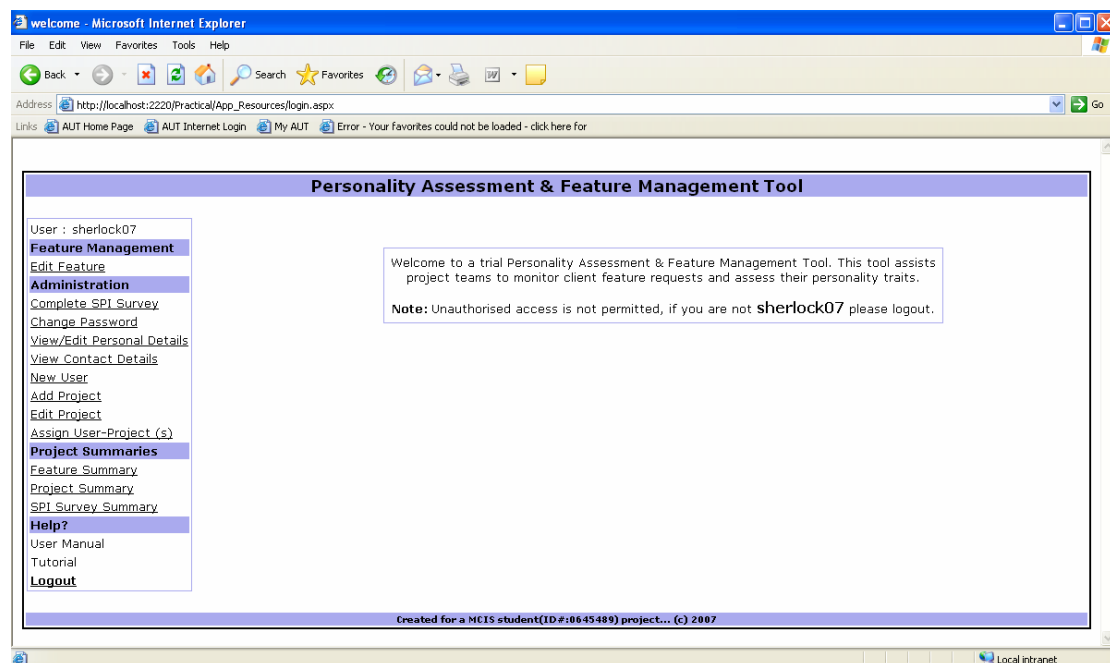 welcome - Microsoft Internet Explorer
File Edit View Favorites Tools Help
Back Search Favorites
Address http://localhost:2220/Practical/App_Resources/login.aspx Go
Links AUT Home Page AUT Internet Login My AUT Error - Your favorites could not be loaded - click here for
Personality Assessment & Feature Management Tool
User : sherlock07
Feature Management
Edit Feature
Administration
Complete SPI Survey
Change Password
View/Edit Personal Details
View Contact Details
New User
Add Project
Edit Project
Assign User-Project (s)
Project Summaries
Feature Summary
Project Summary
SPI Survey Summary
Help?
User Manual
Tutorial
Logout
Welcome to a trial Personality Assessment & Feature Management Tool. This tool assists
project teams to monitor client feature requests and assess their personality traits.
Note: Unauthorised access is not permitted, if you are not sherlock07 please logout.
Created for a MCIS student(ID#:0645489) project... (c) 2007
Local intranet